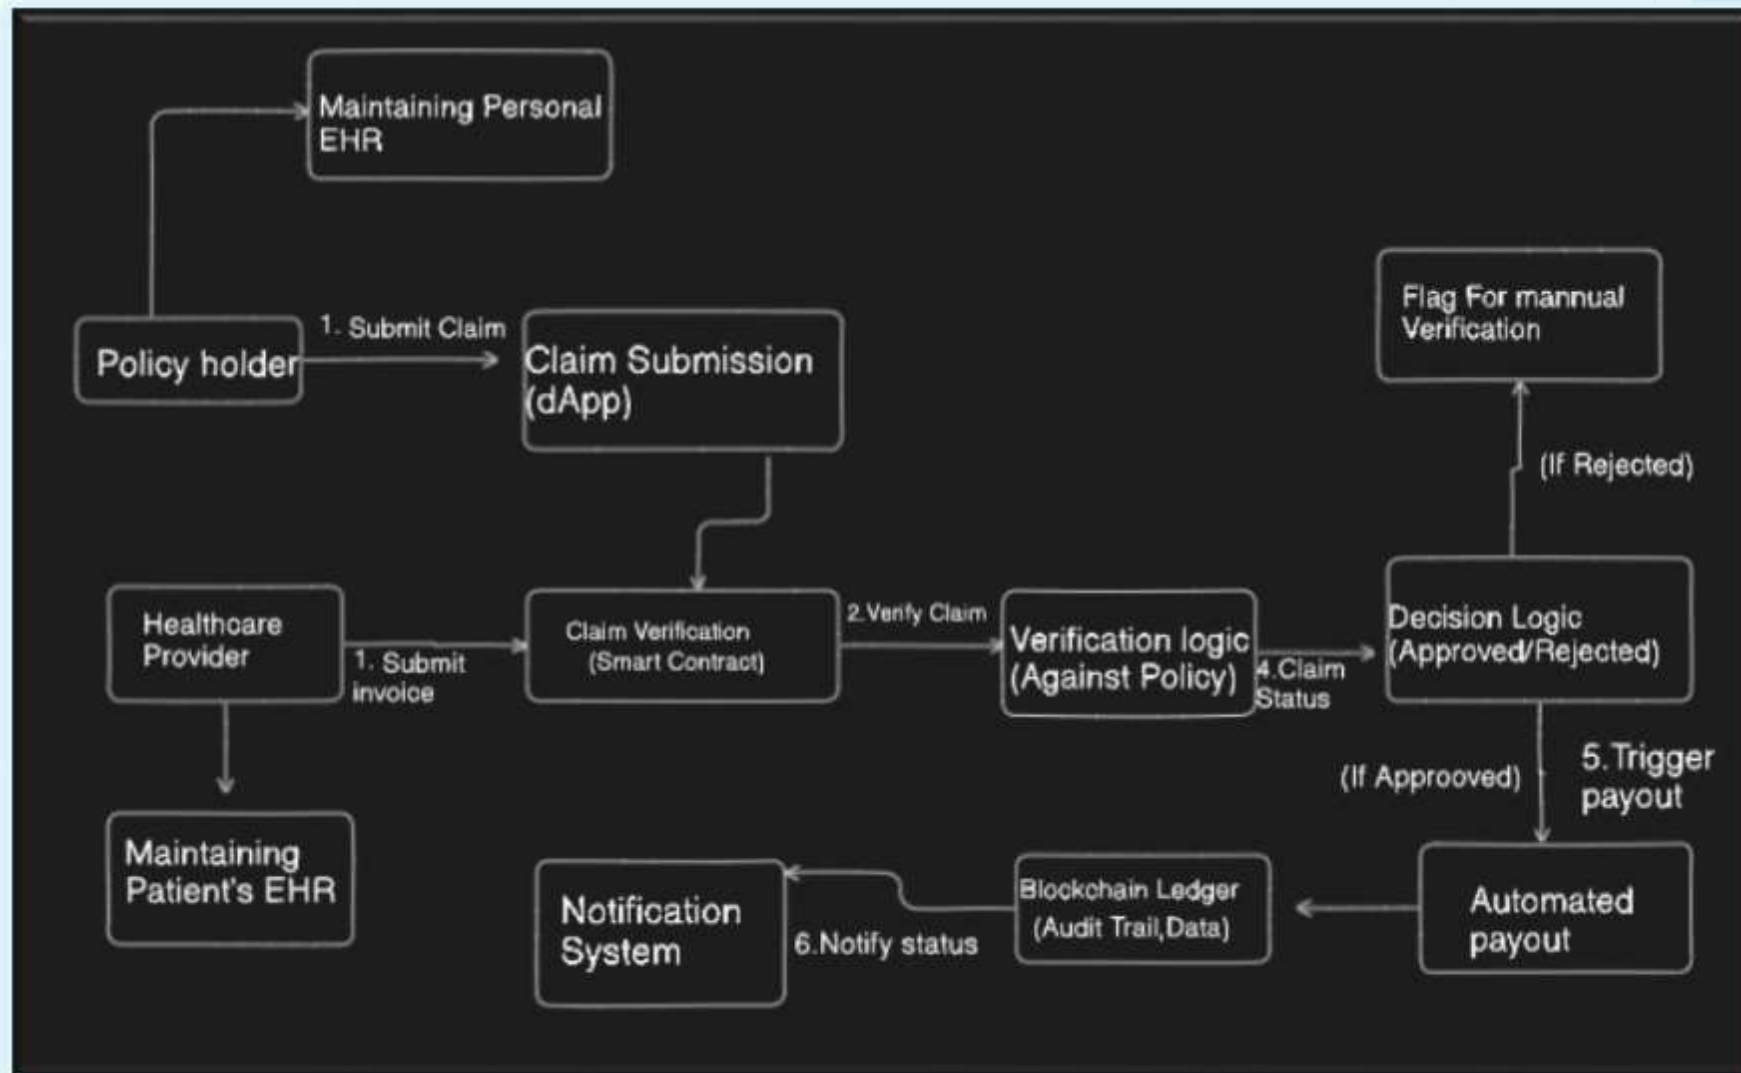 Maintaining Personal
EHR
Policy holder
1. Submit Claim
Claim Submission
(dApp)
Flag For mannual
Verification
(If Rejected)
Healthcare
Provider
1. Submit
invoice
Claim Verification
(Smart Contract)
2.Verify Claim
Verification logic
(Against Policy)
4.Claim
Status
Decision Logic
(Approved/Rejected)
(If Approoved)
5.Trigger
payout
Maintaining
Patient's EHR
Notification
System
6.Notify status
Blockchain Ledger
(Audit Trail,Data)
Automated
payout